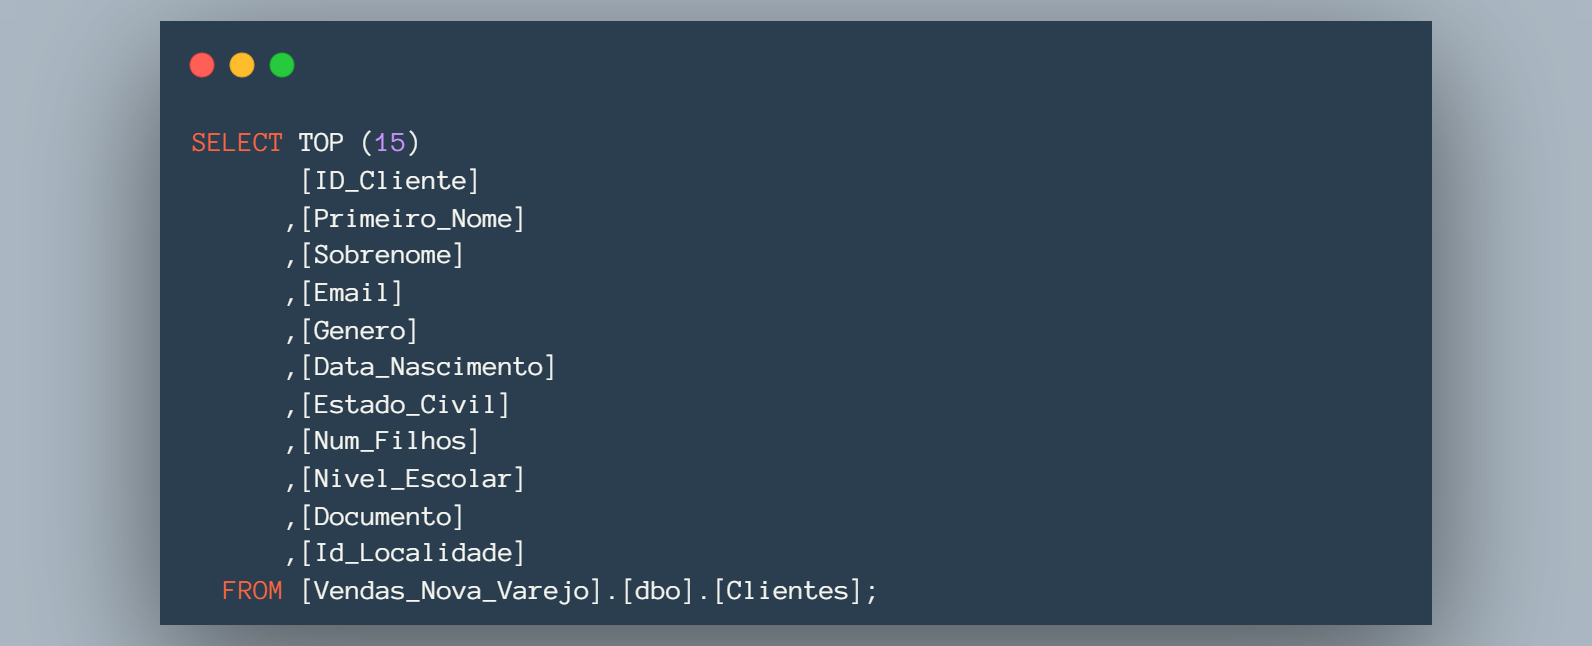 SELECT TOP (15)
[ID_Cliente]
,[Primeiro_Nome]
,[Sobrenome]
,[Email]
,[Genero]
,[Data_Nascimento]
,[Estado_Civil]
,[Num_Filhos]
,[Nivel_Escolar]
,[Documento]
,[Id_Localidade]
FROM [Vendas_Nova_Varejo].[dbo].[Clientes];